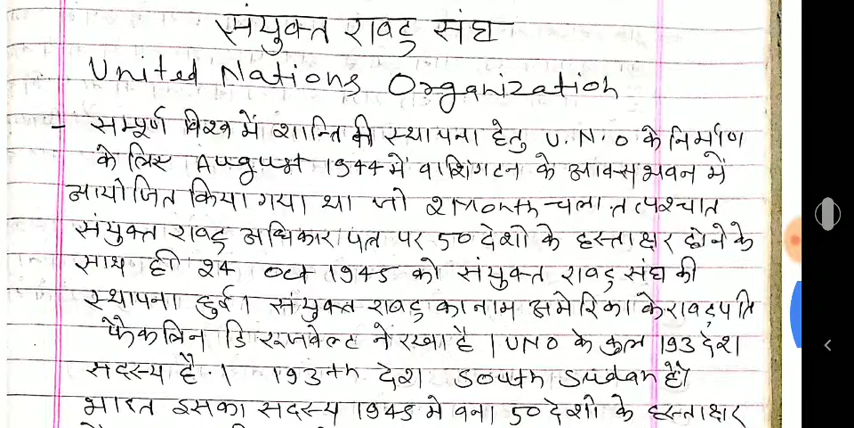 संयुक्त राष्ट्र संघ
United Nations Organization
- सम्पूर्ण विश्व में शान्ति की स्थापना हेतु U.N.O के निर्माण
के लिए August 1944 में वाशिंगटन के आक्स भवन में
आयोजित किया गया था जो 2 Month चला तत्पश्चात
संयुक्त राष्ट्र अधिकार पत्र पर 50 देशो के हस्ताक्षर होने के
साथ ही 24 Oct 1945 को संयुक्त राष्ट्र संघ की
स्थापना हुई। संयुक्त राष्ट्र का नाम अमेरिका के राष्ट्रपति
फ्रैंकलिन डि रूजवेल्ट ने रखा है। UNO के कुल 193 देश
सदस्य है।  193th देश South Sudan है।
भारत इसका सदस्य 1945 मे बना 50 देशो के हस्ताक्षर